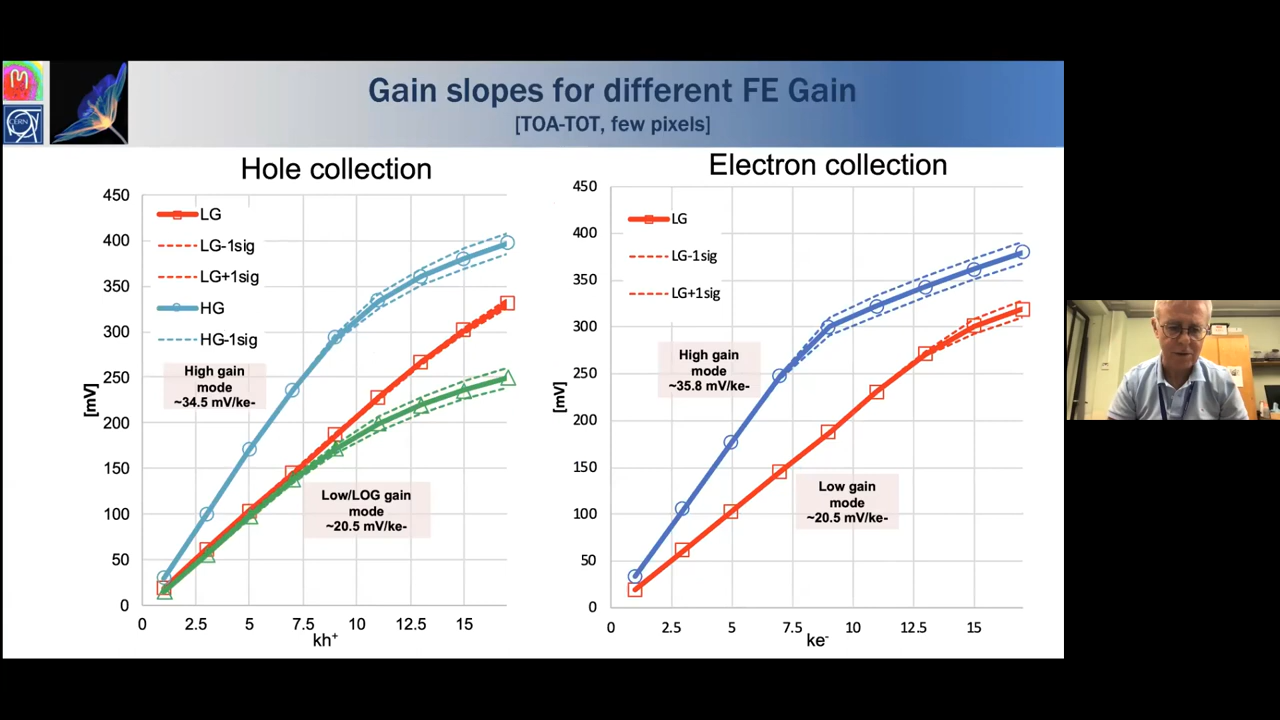 Gain slopes for different FE Gain
[TOA-TOT, few pixels]
M
CERN
Hole collection
450
400
350
300
250
200
150
100
50
0
[mV]
LG
LG-1sig
LG+1sig
HG
HG-1sig
High gain
mode
~34.5 mV/ke-
Low/LOG gain
mode
~20.5 mV/ke-
0 2.5 5 7.5 10 12.5 15
kh+
Electron collection
450
400
350
300
250
200
150
100
50
0
[mV]
LG
LG-1sig
LG+1sig
High gain
mode
~35.8 mV/ke-
Low gain
mode
~20.5 mV/ke-
0 2.5 5 7.5 10 12.5 15
ke-